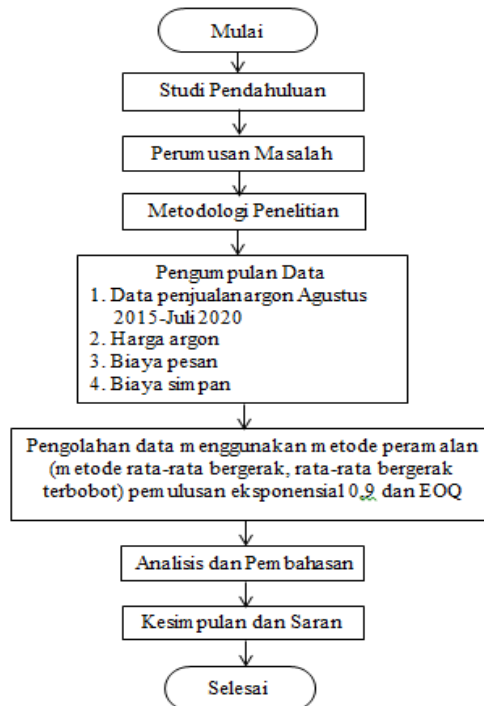 Mulai
Studi Pendahuluan
Perumusan Masalah
Metodologi Penelitian
Pengumpulan Data
1. Data penjualan argon Agustus
2015-Juli 2020
2. Harga argon
3. Biaya pesan
4. Biaya simpan
Pengolahan data menggunakan metode peramalan
(metode rata-rata bergerak, rata-rata bergerak
terbobot) pemulusan eksponensial 0,9 dan EOQ
Analisis dan Pembahasan
Kesimpulan dan Saran
Selesai